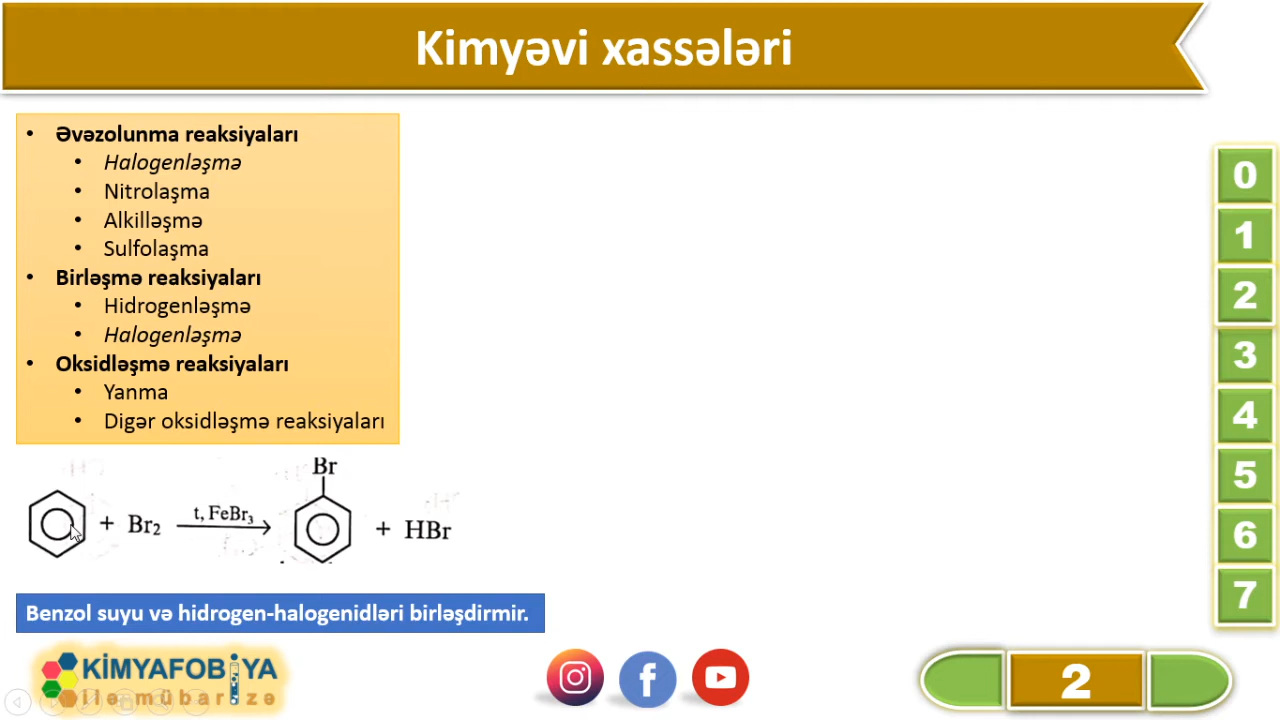 Kimyəvi xassələri
• Əvəzolunma reaksiyaları
• Halogenləşmə
• Nitrolaşma
• Alkilləşmə
• Sulfolaşma
• Birləşmə reaksiyaları
• Hidrogenləşmə
• Halogenləşmə
• Oksidləşmə reaksiyaları
• Yanma
• Digər oksidləşmə reaksiyaları
Br
+ Br₂ t, FeBr₃ + HBr
Benzol suyu və hidrogen-halogenidləri birləşdirmir.
KİMYAFOBİYA
ilə mübarizə
2
0
1
2
3
4
5
6
7